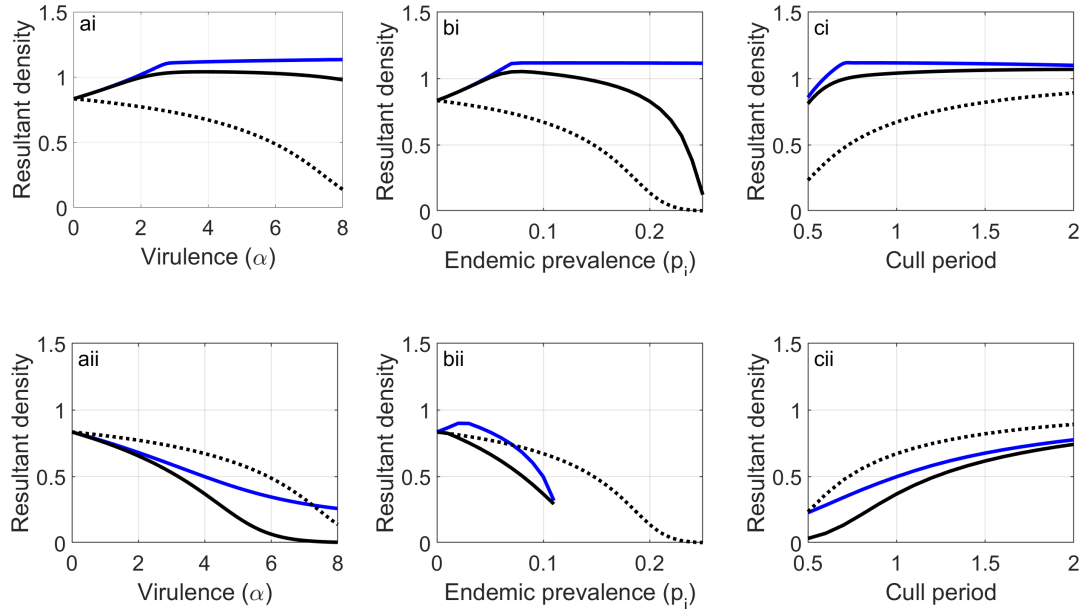 ai
1.5
1
0.5
0
Resultant density
0 2 4 6 8
Virulence (α)
bi
1.5
1
0.5
0
Resultant density
0 0.1 0.2
Endemic prevalence (pi)
ci
1.5
1
0.5
0
Resultant density
0.5 1 1.5 2
Cull period
aii
1.5
1
0.5
0
Resultant density
0 2 4 6 8
Virulence (α)
bii
1.5
1
0.5
0
Resultant density
0 0.1 0.2
Endemic prevalence (pi)
cii
1.5
1
0.5
0
Resultant density
0.5 1 1.5 2
Cull period